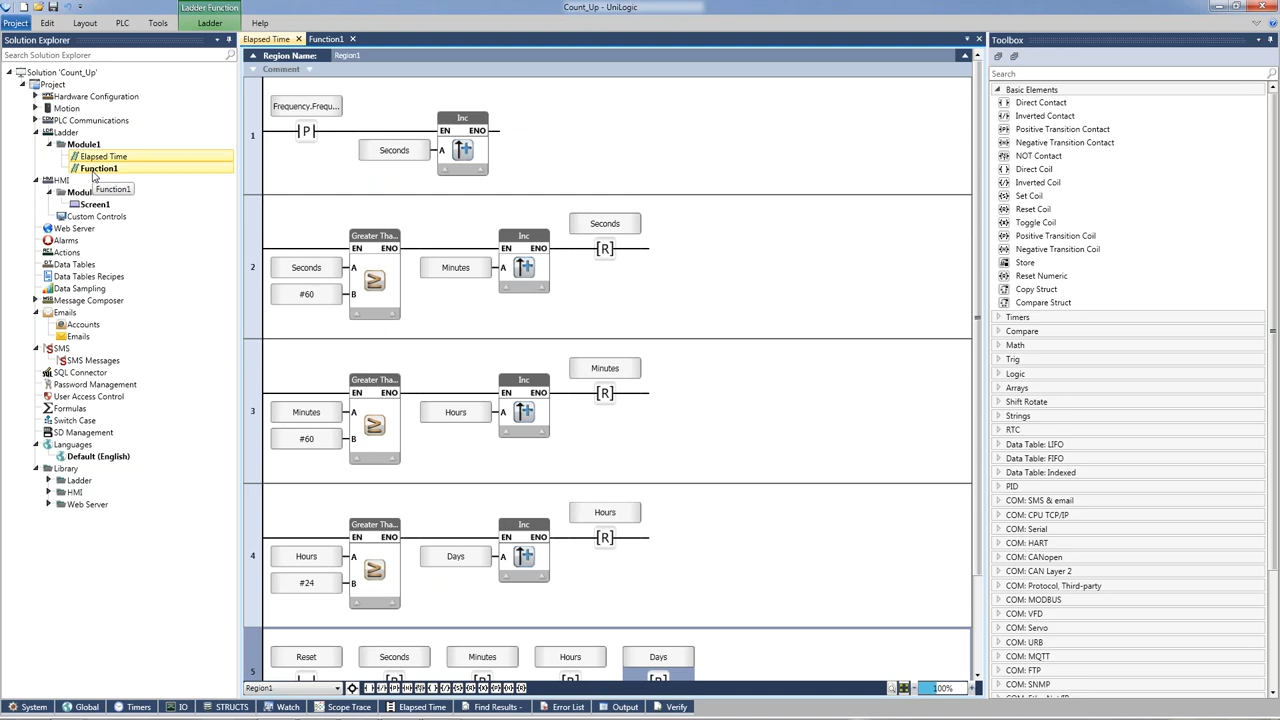 Ladder Function
Count_Up - UniLogic
Project Edit Layout PLC Tools Ladder Help
Solution Explorer
Search Solution Explorer
Solution 'Count_Up'
Project
Hardware Configuration
Motion
PLC Communications
Ladder
Module1
Elapsed Time
Function1
Function1
HMI
Modul
Screen1
Custom Controls
Web Server
Alarms
Actions
Data Tables
Data Tables Recipes
Data Sampling
Message Composer
Emails
Accounts
Emails
SMS
SMS Messages
SQL Connector
Password Management
User Access Control
Formulas
Switch Case
SD Management
Languages
Default (English)
Library
Ladder
HMI
Web Server
Elapsed Time Function1
Region Name: Region1
Comment
1
Frequency.Frequ...
P
Inc
EN ENO
Seconds A
2
Seconds
Greater Tha... Inc
EN ENO EN ENO [R]
Seconds A Minutes A
#60 B
3
Minutes
Greater Tha... Inc
EN ENO EN ENO [R]
Minutes A Hours A
#60 B
4
Hours
Greater Tha... Inc
EN ENO EN ENO [R]
Hours A Days A
#24 B
5
Reset Seconds Minutes Hours Days
Region1 100%
Toolbox
Search
Basic Elements
Direct Contact
Inverted Contact
Positive Transition Contact
Negative Transition Contact
NOT Contact
Direct Coil
Inverted Coil
Set Coil
Reset Coil
Toggle Coil
Positive Transition Coil
Negative Transition Coil
Store
Reset Numeric
Copy Struct
Compare Struct
Timers
Compare
Math
Trig
Logic
Arrays
Shift Rotate
Strings
RTC
Data Table: LIFO
Data Table: FIFO
Data Table: Indexed
PID
COM: SMS & email
COM: CPU TCP/IP
COM: Serial
COM: HART
COM: CANopen
COM: CAN Layer 2
COM: Protocol, Third-party
COM: MODBUS
COM: VFD
COM: Servo
COM: URB
COM: MQTT
COM: FTP
COM: SNMP
System Global Timers IO STRUCTS Watch Scope Trace Elapsed Time Find Results - Error List Output Verify